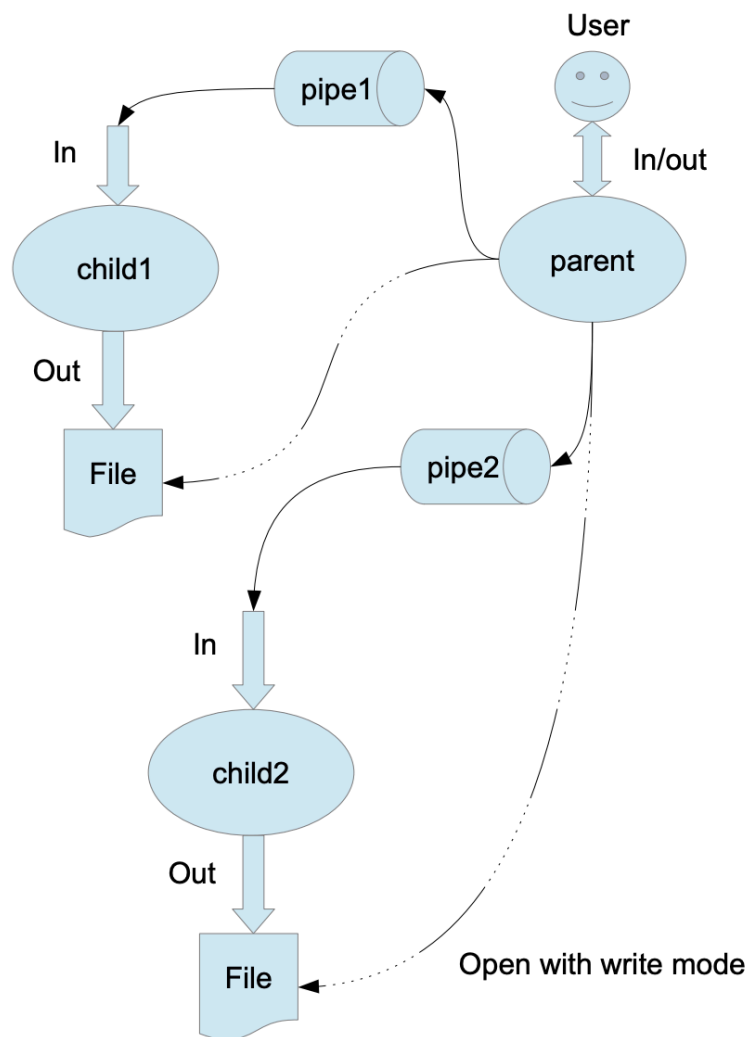 User
pipe1
In
In/out
child1
parent
Out
File
pipe2
In
child2
Out
File
Open with write mode